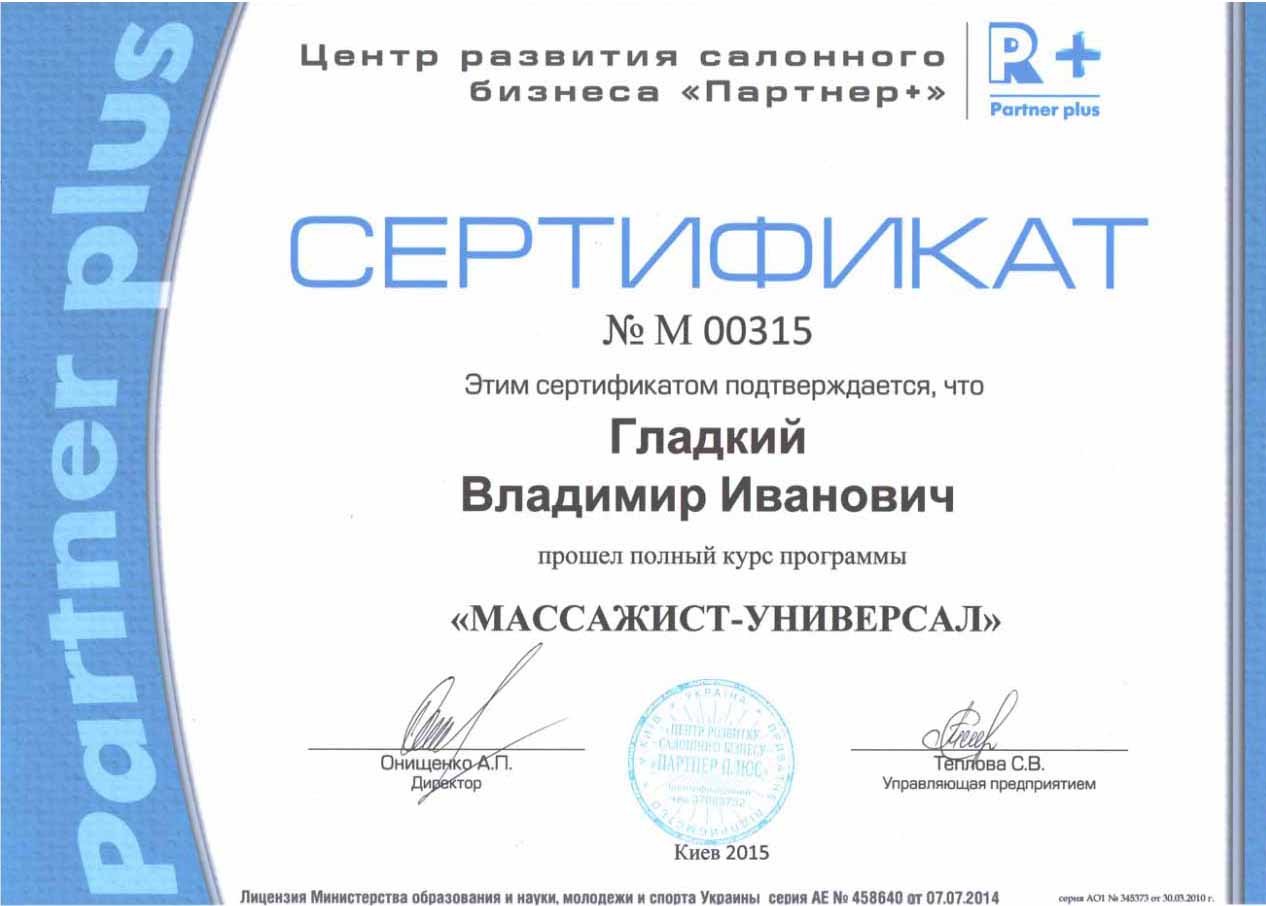 partner plus
Центр развития салонного
бизнеса «Партнер+»
R+
Partner plus
СЕРТИФИКАТ
№ М 00315
Этим сертификатом подтверждается, что
Гладкий
Владимир Иванович
прошел полный курс программы
«МАССАЖИСТ-УНИВЕРСАЛ»
Онищенко А.П.
Директор
УКРАЇНА * ПРИВАТНЕ ПІДПРИЄМСТВО * КИЇВ
ЦЕНТР РОЗВИТКУ
САЛОННОГО БІЗНЕСУ
«ПАРТНЕР ПЛЮС»
Теплова С.В.
Управляющая предприятием
Киев 2015
Лицензия Министерства образования и науки, молодежи и спорта Украины серия АЕ № 458640 от 07.07.2014
серия АО1 № 345373 от 30.03.2010 г.